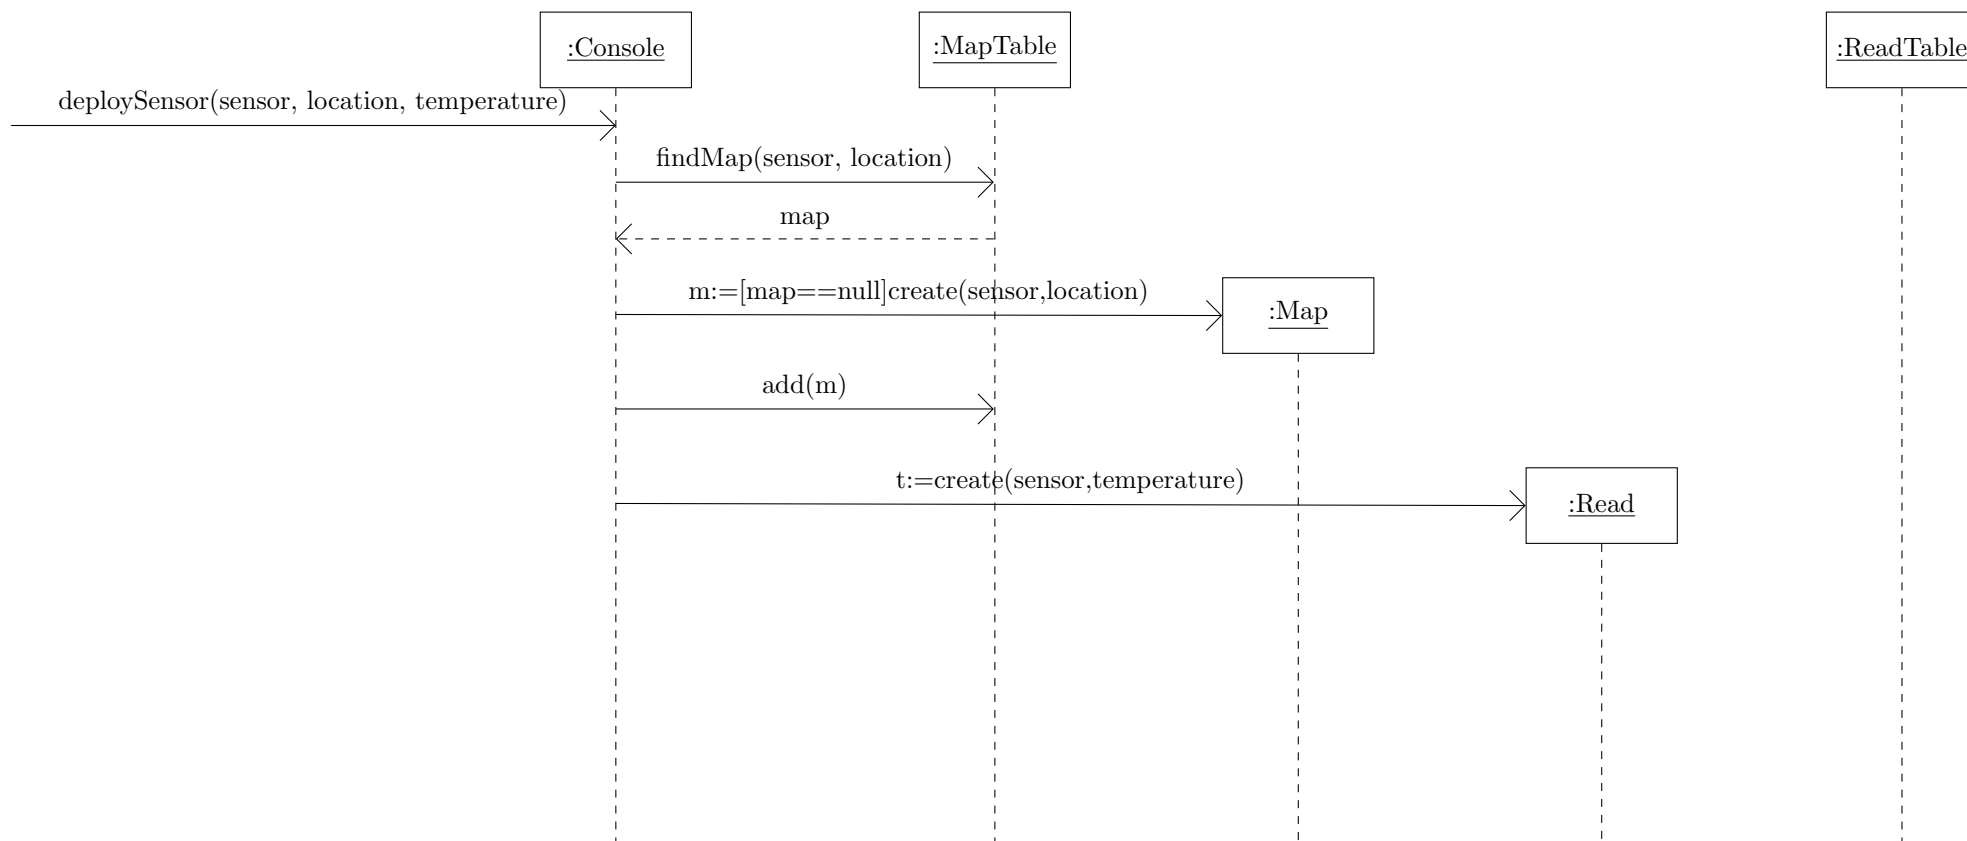 :Console
:MapTable
:ReadTable
deploySensor(sensor, location, temperature)
findMap(sensor, location)
map
m:=[map==null]create(sensor,location)
:Map
add(m)
t:=create(sensor,temperature)
:Read